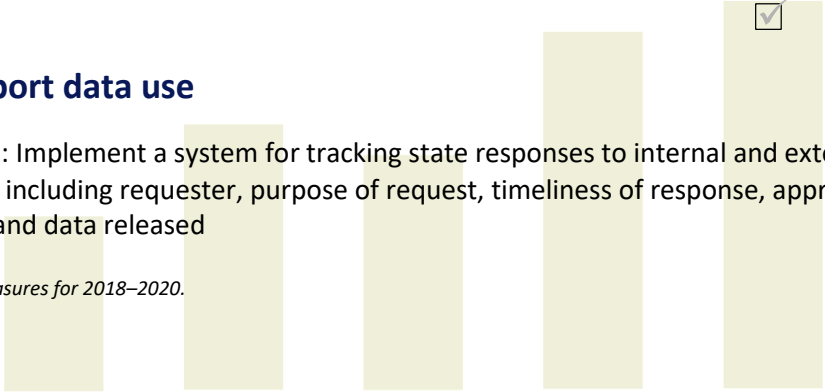 port data use
: Implement a system for tracking state responses to internal and exte
including requester, purpose of request, timeliness of response, appr
and data released
asures for 2018–2020.